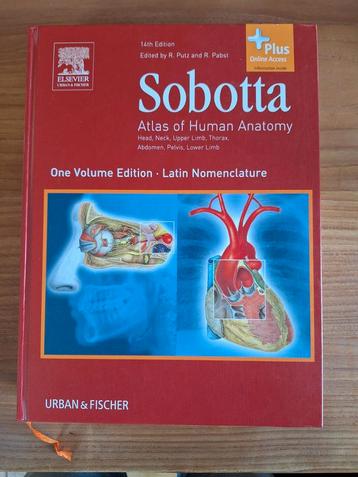 14th Edition
Edited by R. Putz and R. Pabst
Plus
Online Access
ELSEVIER
URBAN & FISCHER
Sobotta
Atlas of Human Anatomy
Head, Neck, Upper Limb, Thorax,
Abdomen, Pelvis, Lower Limb
One Volume Edition · Latin Nomenclature
URBAN & FISCHER